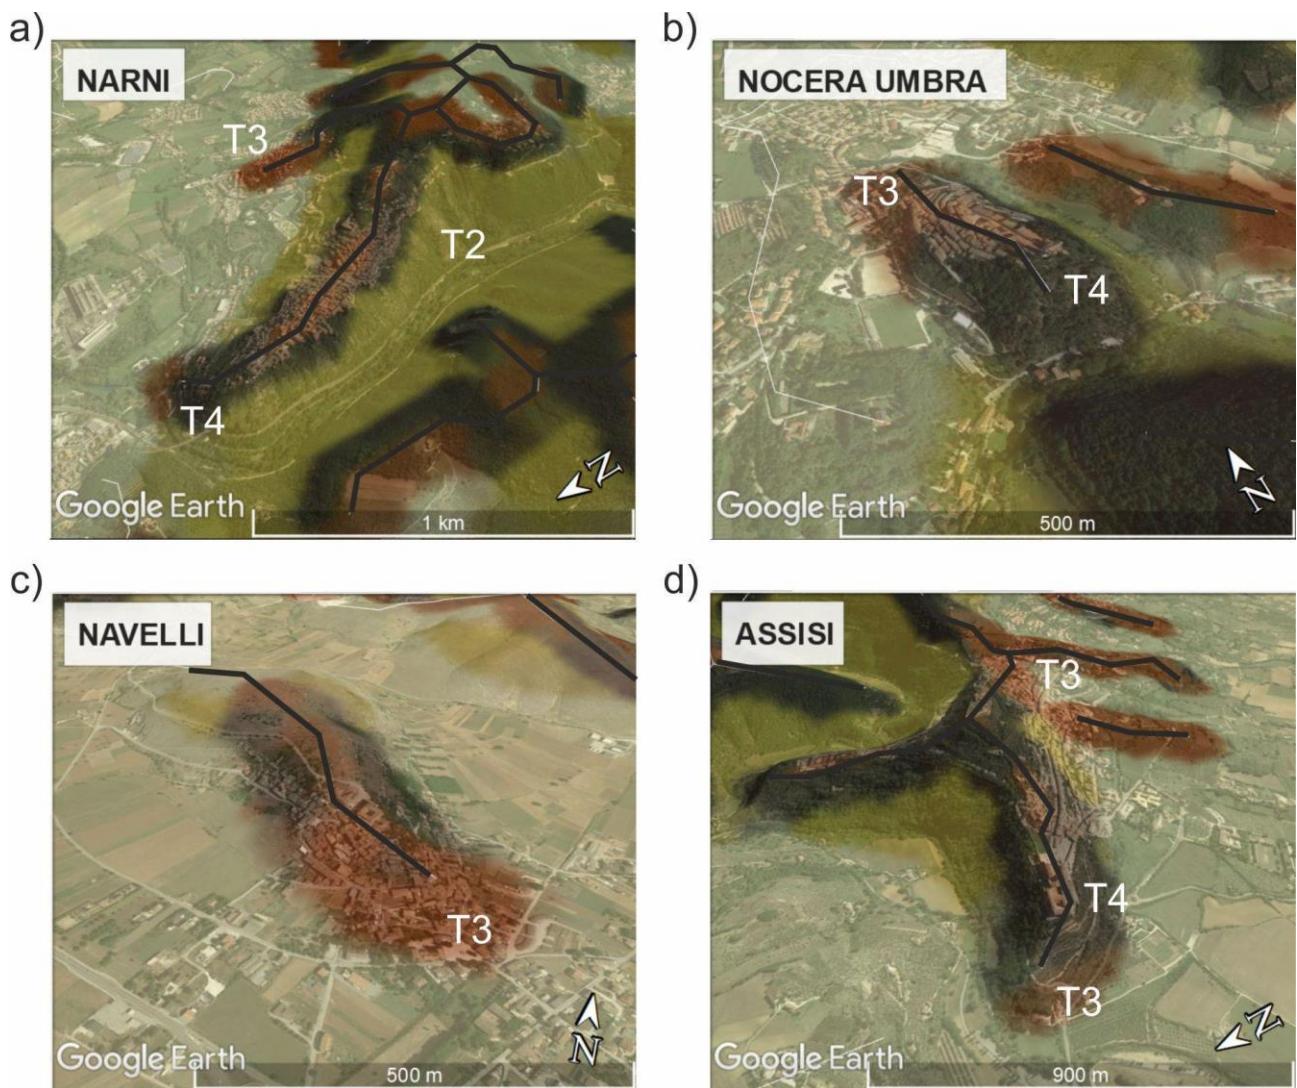 a)
NARNI
T3
T2
T4
N
Google Earth
1 km
b)
NOCERA UMBRA
T3
T4
N
Google Earth
500 m
c)
NAVELLI
T3
N
Google Earth
500 m
d)
ASSISI
T3
T4
T3
N
Google Earth
900 m